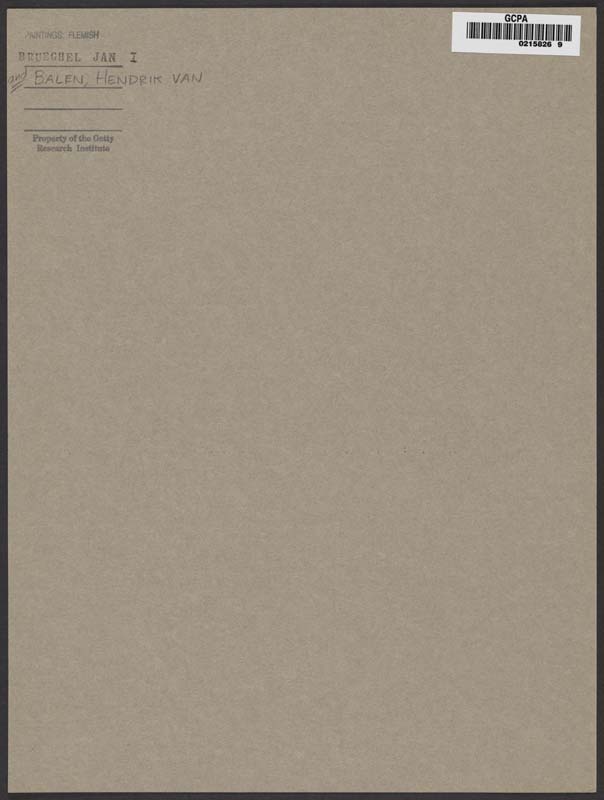 PAINTINGS: FLEMISH
BRUEGHEL JAN I
and BALEN, HENDRIK VAN
Property of the Getty
Research Institute
GCPA
0215826 9